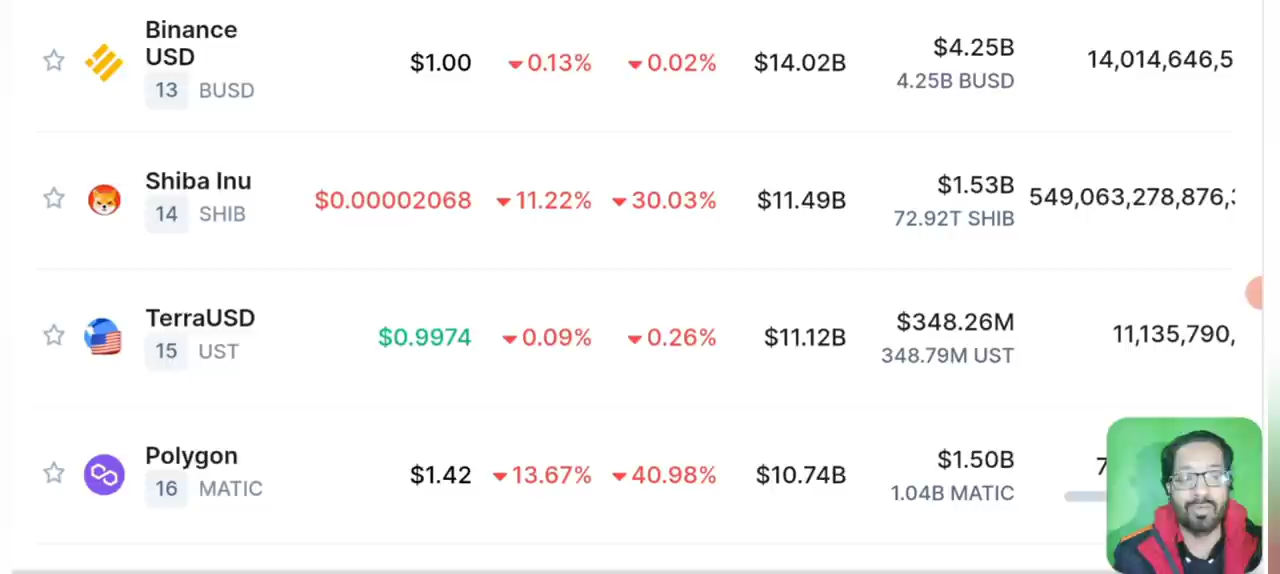 Binance
USD
13 BUSD
$1.00 0.13% 0.02% $14.02B
$4.25B
4.25B BUSD
14,014,646,5
Shiba Inu
14 SHIB
$0.00002068 11.22% 30.03% $11.49B
$1.53B
72.92T SHIB
549,063,278,876,
TerraUSD
15 UST
$0.9974 0.09% 0.26% $11.12B
$348.26M
348.79M UST
11,135,790,
Polygon
16 MATIC
$1.42 13.67% 40.98% $10.74B
$1.50B
1.04B MATIC
7